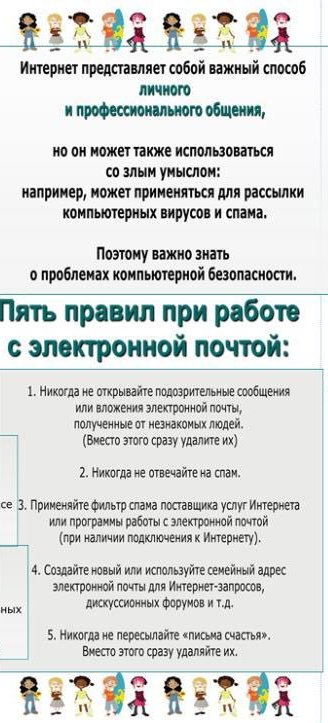 Интернет представляет собой важный способ
личного
и профессионального общения,
но он может также использоваться
со злым умыслом:
например, может применяться для рассылки
компьютерных вирусов и спама.
Поэтому важно знать
о проблемах компьютерной безопасности.
Пять правил при работе
с электронной почтой:
1. Никогда не открывайте подозрительные сообщения
или вложения электронной почты,
полученные от незнакомых людей.
(Вместо этого сразу удалите их)
2. Никогда не отвечайте на спам.
се
3. Применяйте фильтр спама поставщика услуг Интернета
или программы работы с электронной почтой
(при наличии подключения к Интернету).
4. Создайте новый или используйте семейный адрес
электронной почты для Интернет-запросов,
дискуссионных форумов и т.д.
ных
5. Никогда не пересылайте «письма счастья».
Вместо этого сразу удаляйте их.